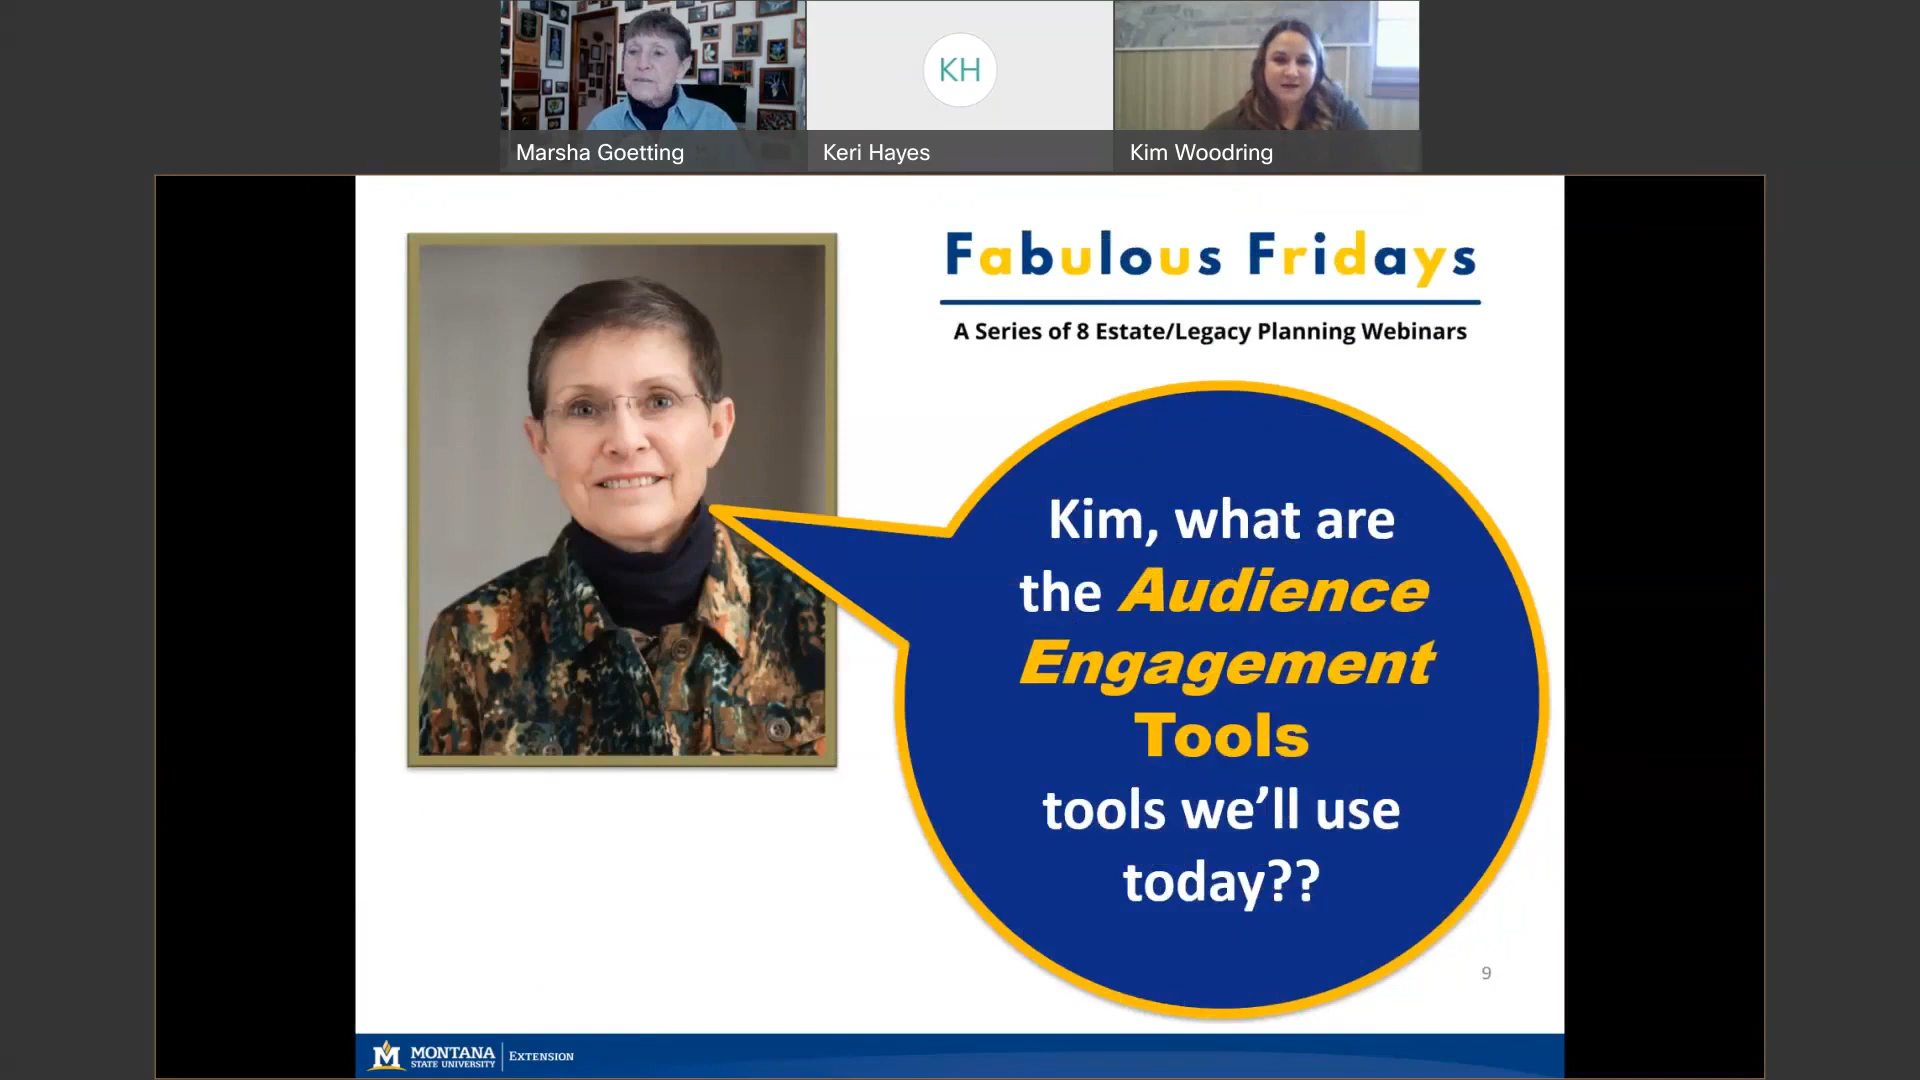 KH
Marsha Goetting
Keri Hayes
Kim Woodring
Fabulous Fridays
A Series of 8 Estate/Legacy Planning Webinars
Kim, what are
the Audience
Engagement
Tools
tools we’ll use
today??
9
M
MONTANA
STATE UNIVERSITY
EXTENSION